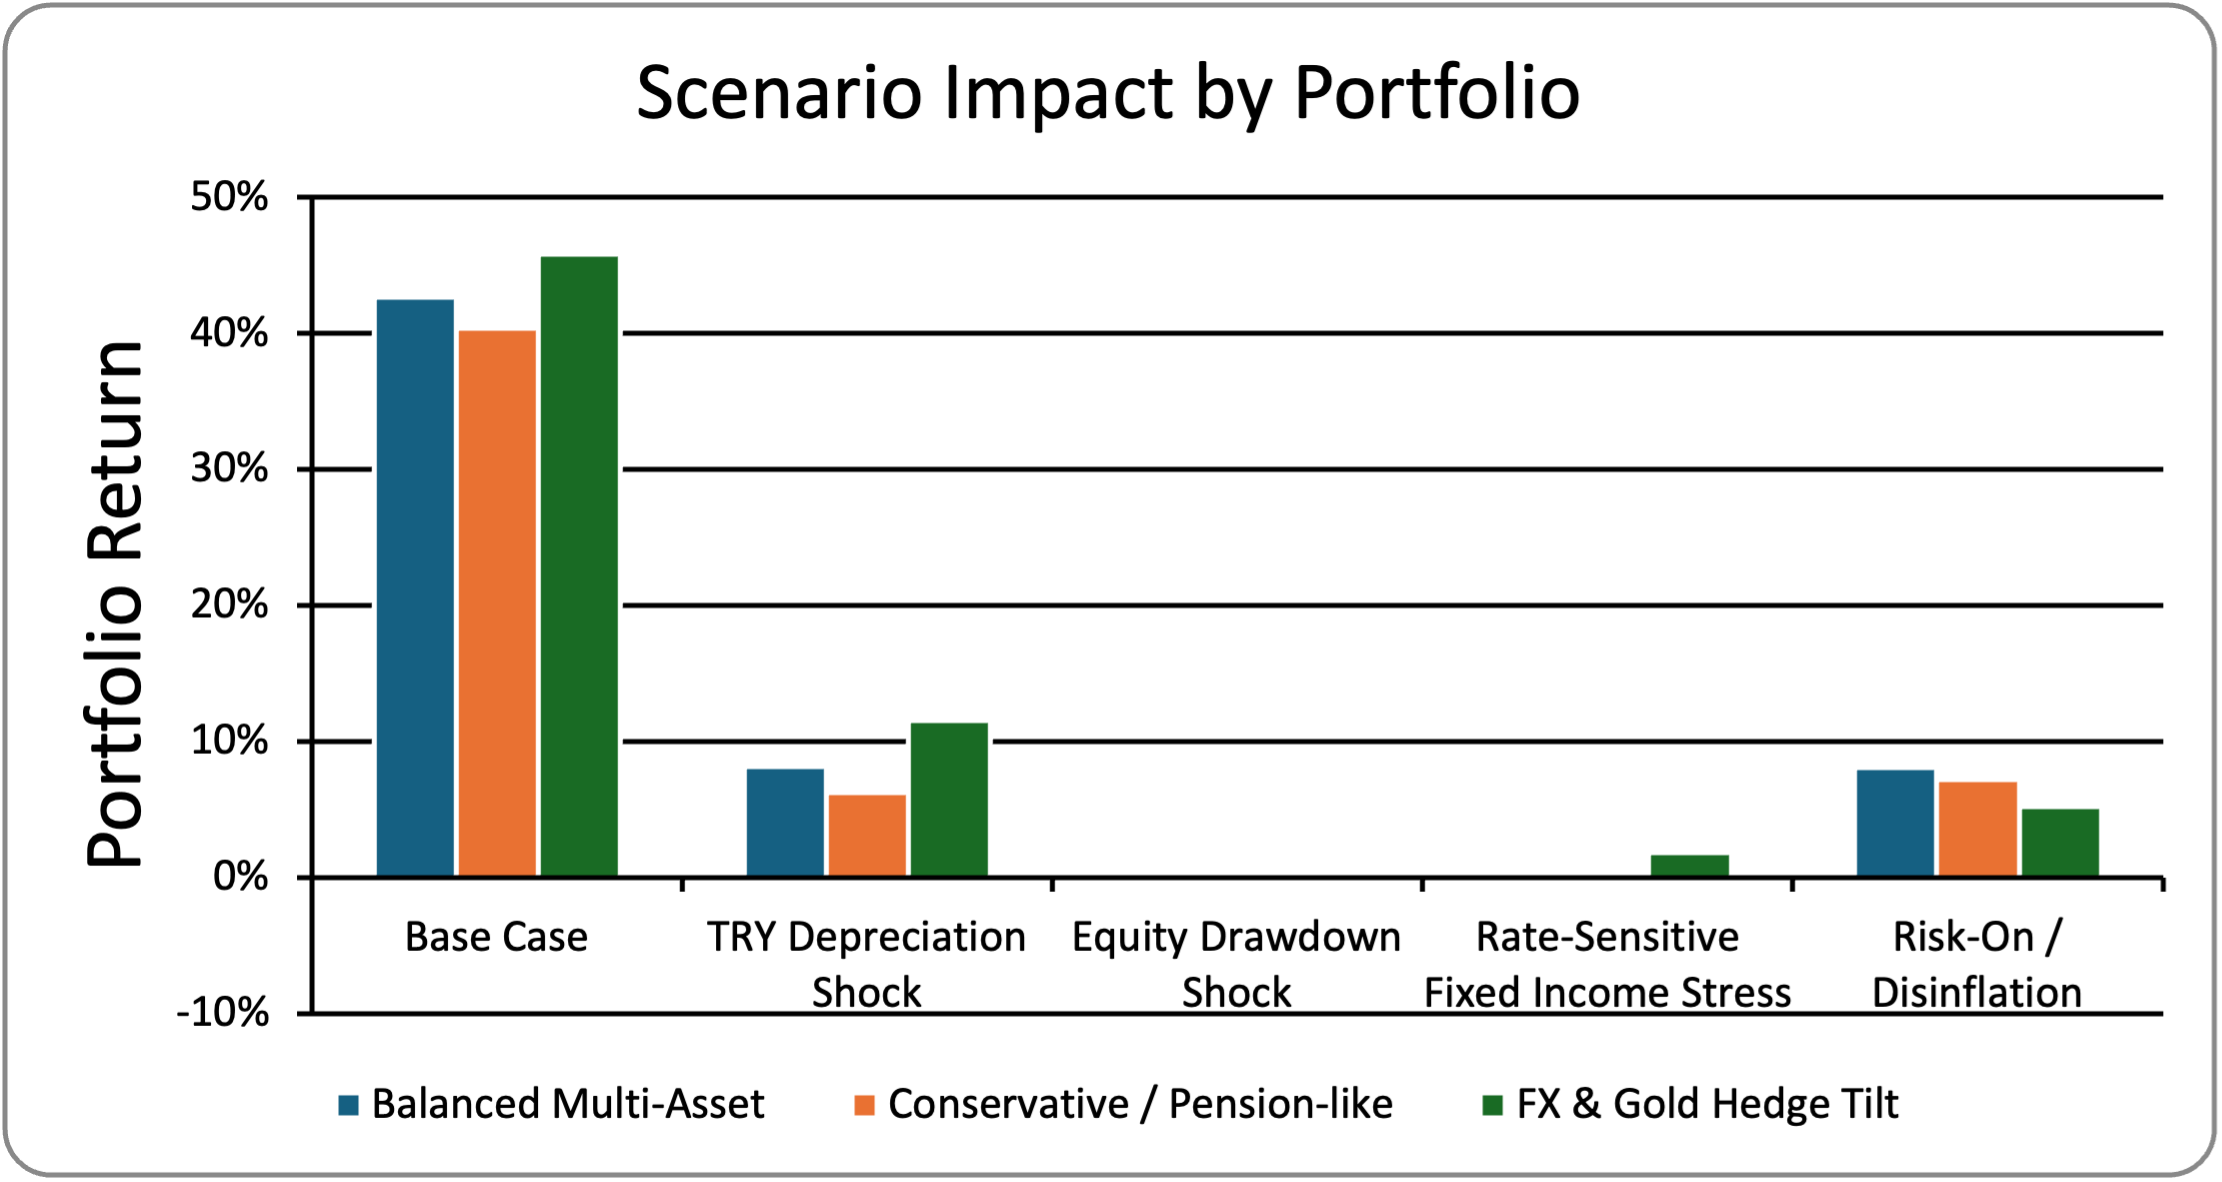 Scenario Impact by Portfolio
Portfolio Return
50%
40%
30%
20%
10%
0%
-10%
Base Case
TRY Depreciation
Shock
Equity Drawdown
Shock
Rate-Sensitive
Fixed Income Stress
Risk-On /
Disinflation
Balanced Multi-Asset
Conservative / Pension-like
FX & Gold Hedge Tilt